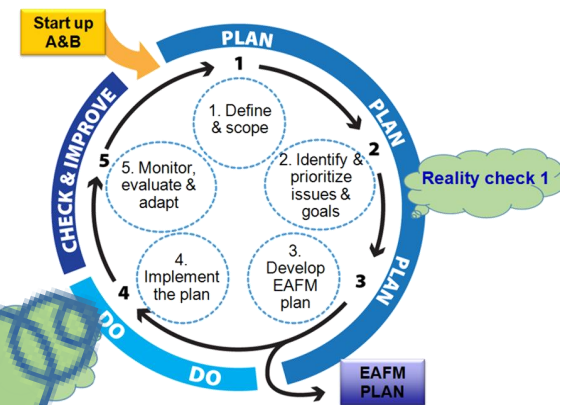 Start up
A&B
PLAN
1
1. Define
& scope
PLAN
2
2. Identify &
prioritize
issues &
goals
Reality check 1
PLAN
3
3.
Develop
EAFM
plan
EAFM
PLAN
DO
DO
4
4.
Implement
the plan
CHECK & IMPROVE
5
5. Monitor,
evaluate &
adapt